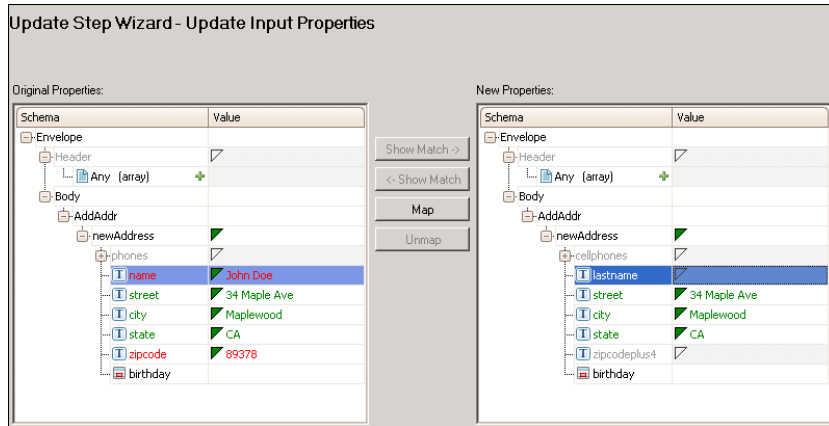 Update Step Wizard - Update Input Properties
Original Properties:
Schema Value
Envelope
Header
Any (array)
Body
AddAddr
newAddress
phones
name John Doe
street 34 Maple Ave
city Maplewood
state CA
zipcode 89378
birthday
Show Match ->
<- Show Match
Map
Unmap
New Properties:
Schema Value
Envelope
Header
Any (array)
Body
AddAddr
newAddress
cellphones
lastname
street 34 Maple Ave
city Maplewood
state CA
zipcodeplus4
birthday